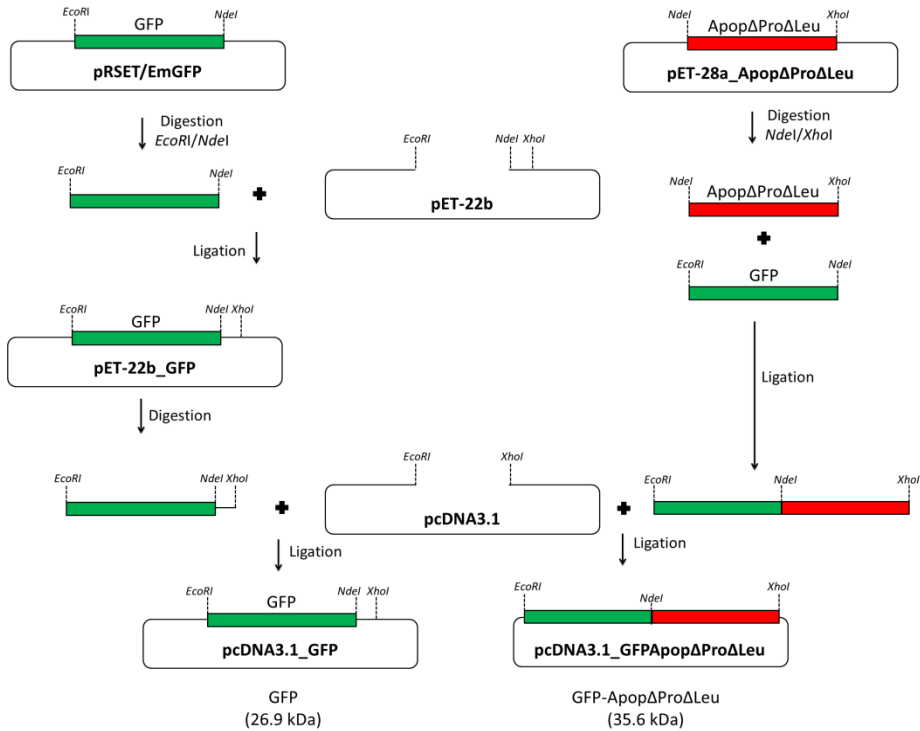 EcoRI
NdeI
GFP
pRSET/EmGFP
NdeI
XhoI
ApopΔProΔLeu
pET-28a_ApopΔProΔLeu
Digestion
EcoRI/NdeI
Digestion
NdeI/XhoI
EcoRI
NdeI
EcoRI
NdeI
XhoI
pET-22b
NdeI
XhoI
ApopΔProΔLeu
Ligation
EcoRI
NdeI
GFP
EcoRI
NdeI
XhoI
GFP
pET-22b_GFP
Ligation
Digestion
EcoRI
NdeI
XhoI
EcoRI
XhoI
pcDNA3.1
EcoRI
NdeI
XhoI
Ligation
Ligation
EcoRI
NdeI
XhoI
GFP
pcDNA3.1_GFP
EcoRI
NdeI
XhoI
pcDNA3.1_GFPApopΔProΔLeu
GFP
(26.9 kDa)
GFP-ApopΔProΔLeu
(35.6 kDa)